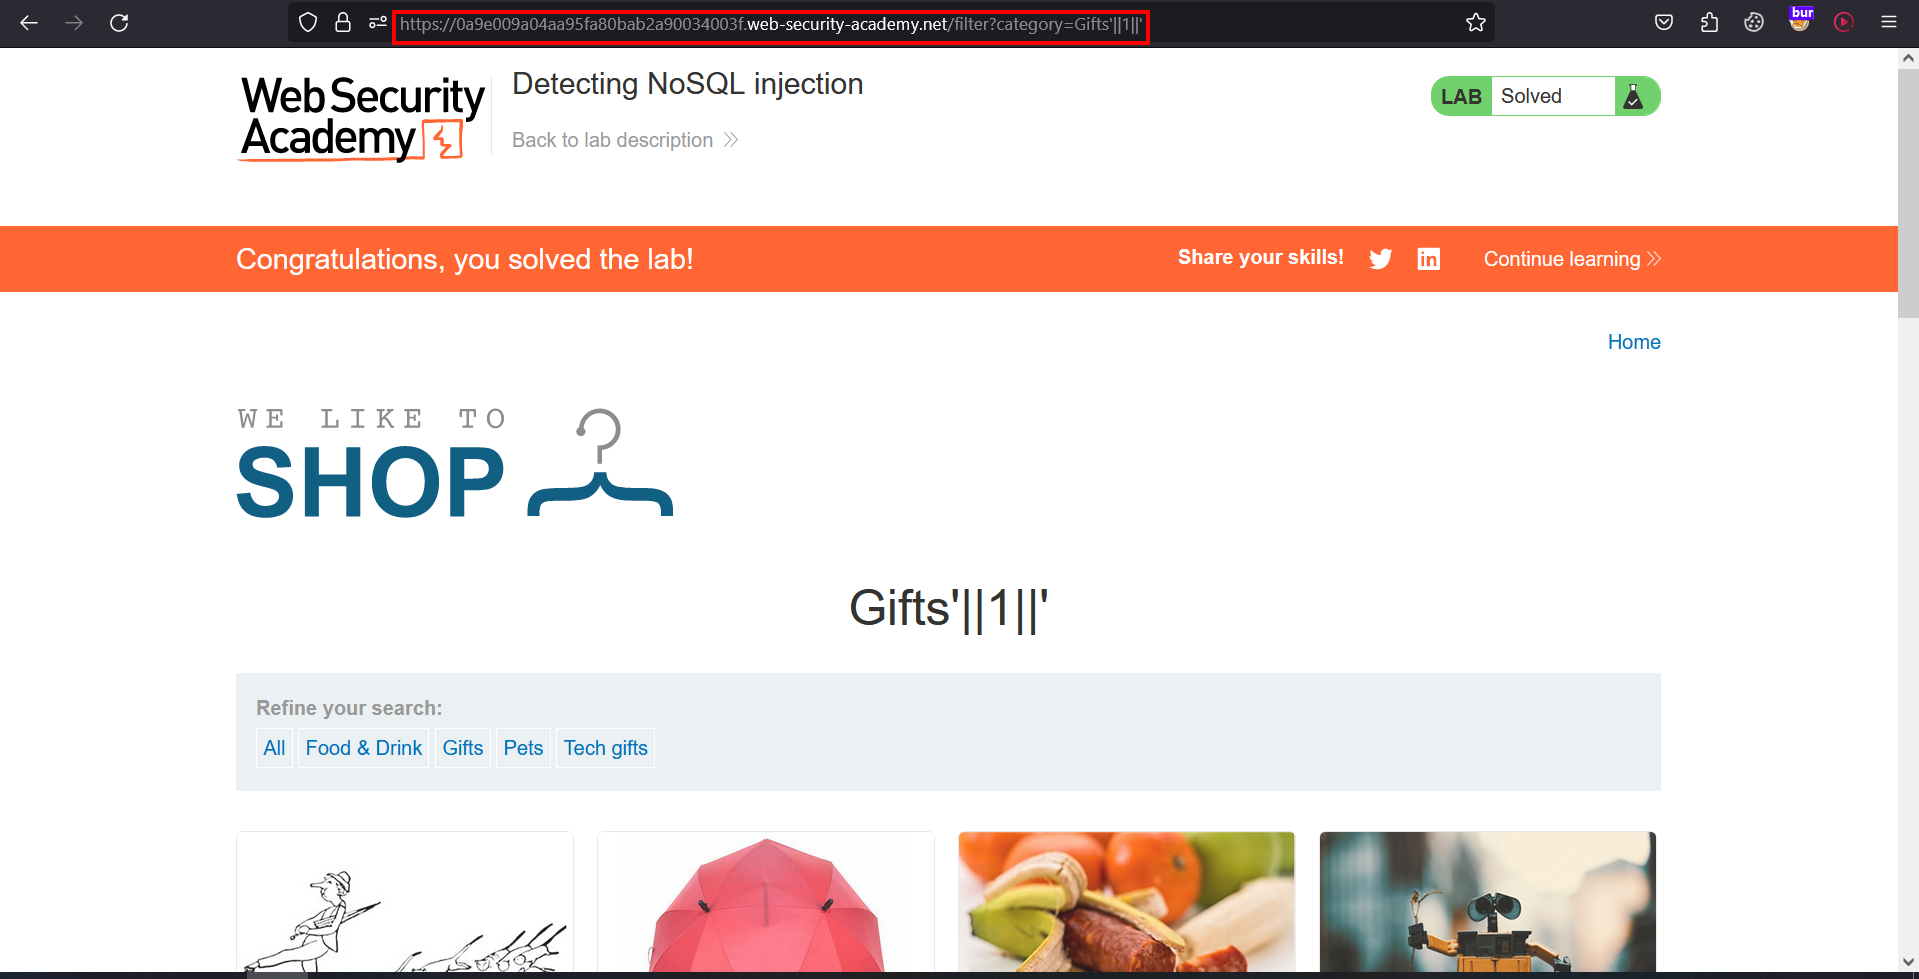 https://0a9e009a04aa95fa80bab2a90034003f.web-security-academy.net/filter?category=Gifts'||1||'
bur
Web Security
Academy
Detecting NoSQL injection
Back to lab description
LAB Solved
Congratulations, you solved the lab!
Share your skills!
Continue learning
Home
WE LIKE TO
SHOP
Gifts'||1||'
Refine your search:
All Food & Drink Gifts Pets Tech gifts